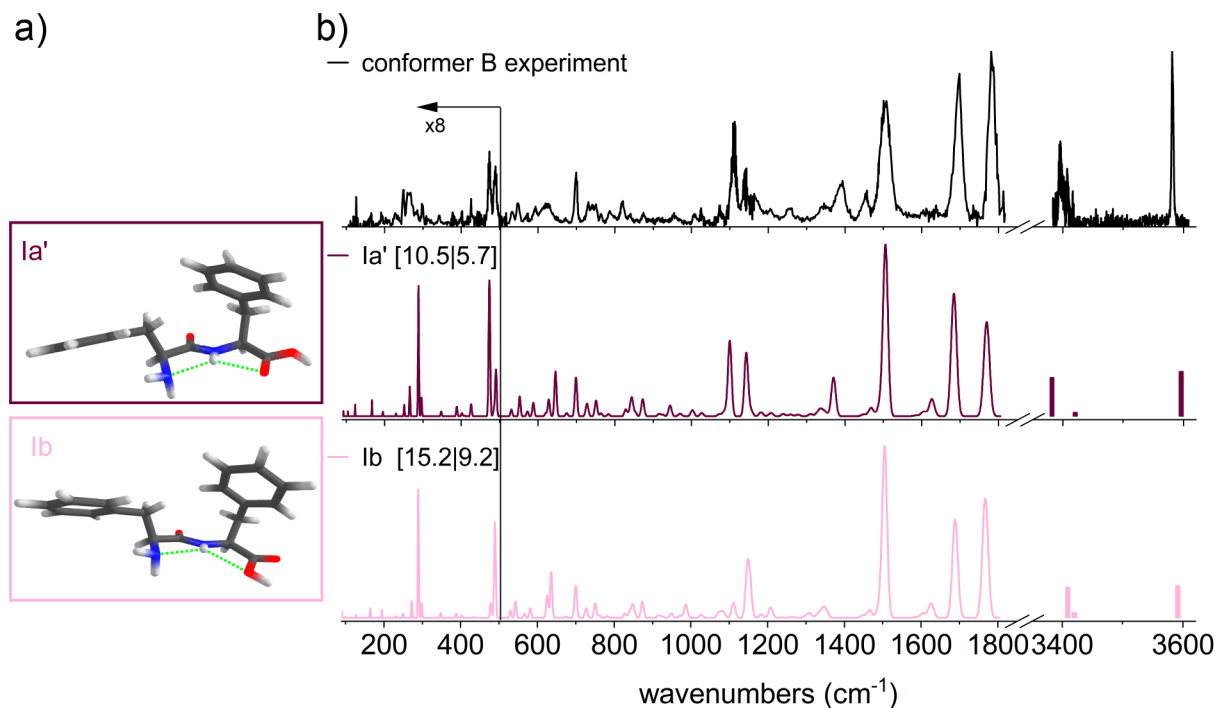 a)
b)
conformer B experiment
x8
Ia'
Ia' [10.5|5.7]
Ib
Ib [15.2|9.2]
200 400 600 800 1000 1200 1400 1600 1800 3400 3600
wavenumbers (cm⁻¹)